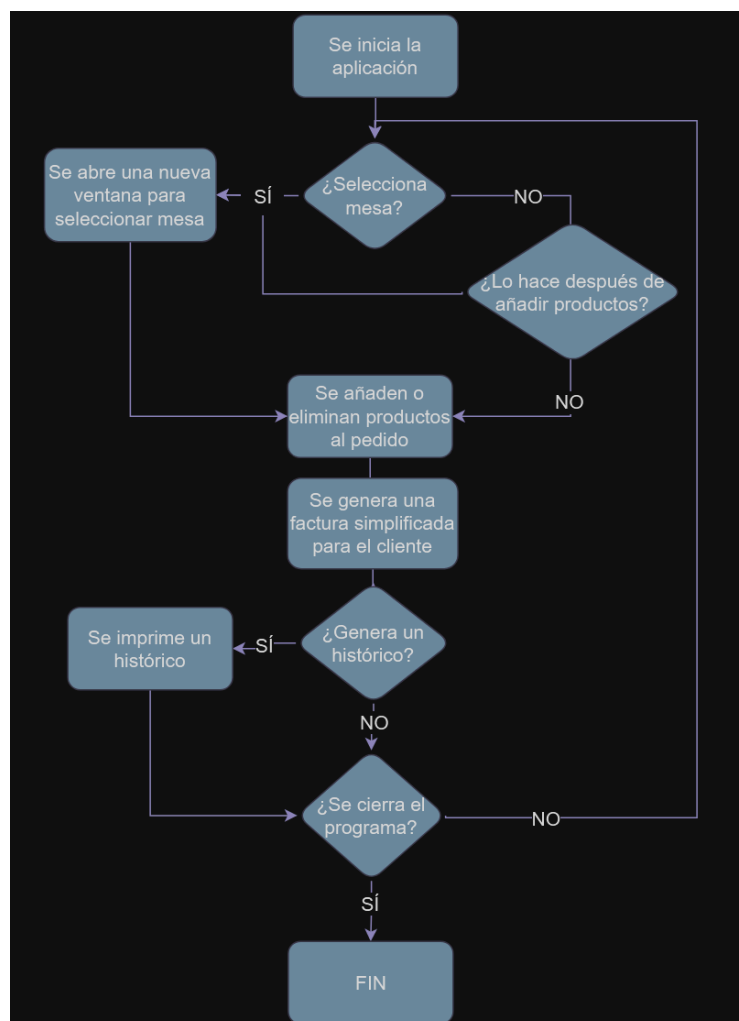 Se inicia la
aplicación
¿Selecciona
mesa?
SÍ
NO
Se abre una nueva
ventana para
seleccionar mesa
¿Lo hace después de
añadir productos?
NO
Se añaden o
eliminan productos
al pedido
Se genera una
factura simplificada
para el cliente
¿Genera un
histórico?
SÍ
Se imprime un
histórico
NO
¿Se cierra el
programa?
NO
SÍ
FIN